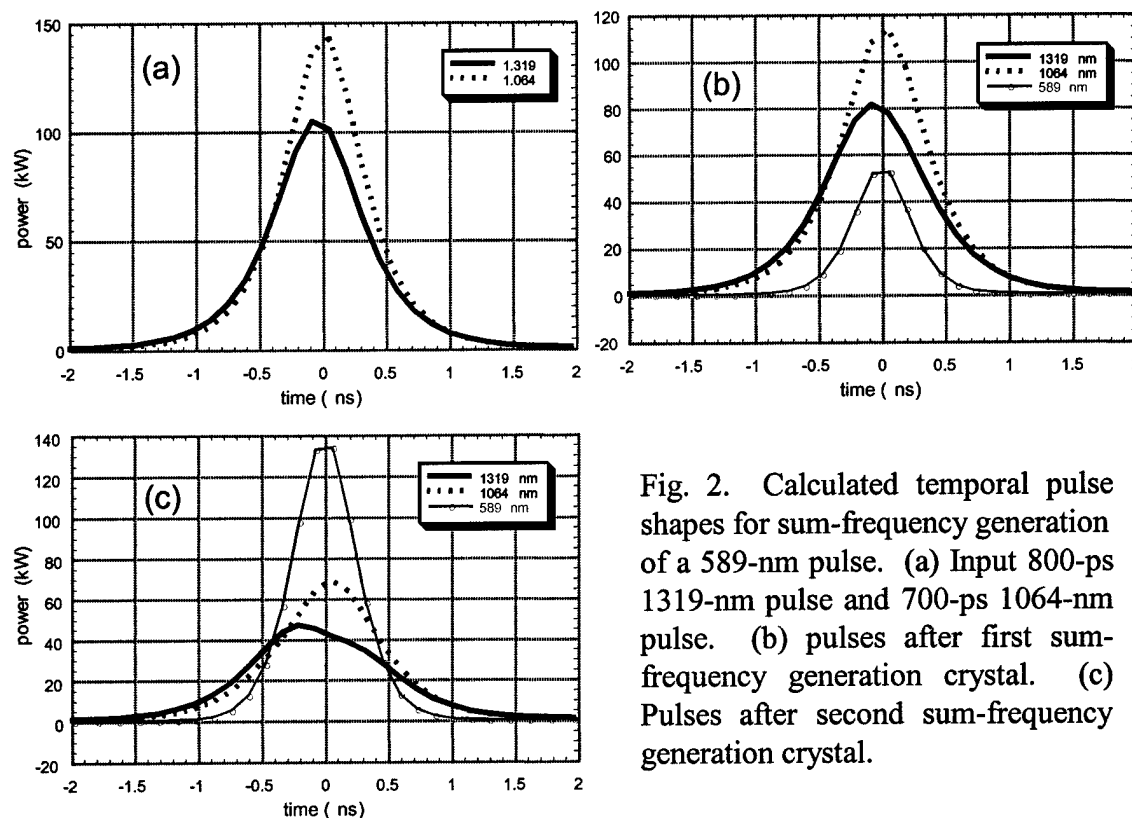 (a)
1.319
1.064
150
100
50
0
power (kW)
-2 -1.5 -1 -0.5 0 0.5 1 1.5 2
time ( ns)
(b)
1319 nm
1064 nm
589 nm
120
100
80
60
40
20
0
-20
power (kW)
-2 -1.5 -1 -0.5 0 0.5 1 1.5
time ( ns)
(c)
1319 nm
1064 nm
589 nm
140
120
100
80
60
40
20
0
-20
power (kW)
-2 -1.5 -1 -0.5 0 0.5 1 1.5 2
time ( ns)
Fig. 2. Calculated temporal pulse
shapes for sum-frequency generation
of a 589-nm pulse. (a) Input 800-ps
1319-nm pulse and 700-ps 1064-nm
pulse. (b) pulses after first sum-
frequency generation crystal. (c)
Pulses after second sum-frequency
generation crystal.